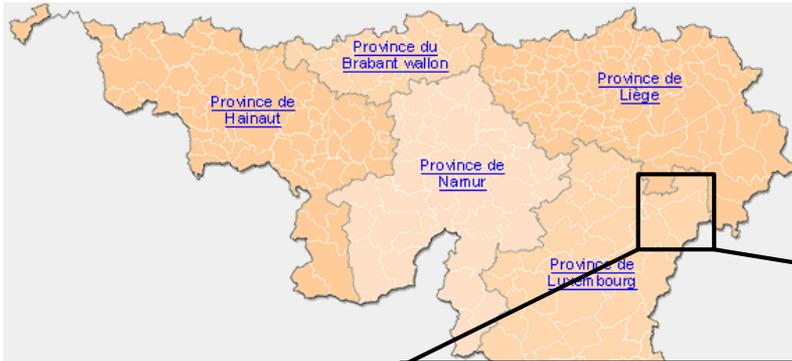 Province du
Brabant wallon
Province de
Liège
Province de
Hainaut
Province de
Namur
Province de
Luxembourg